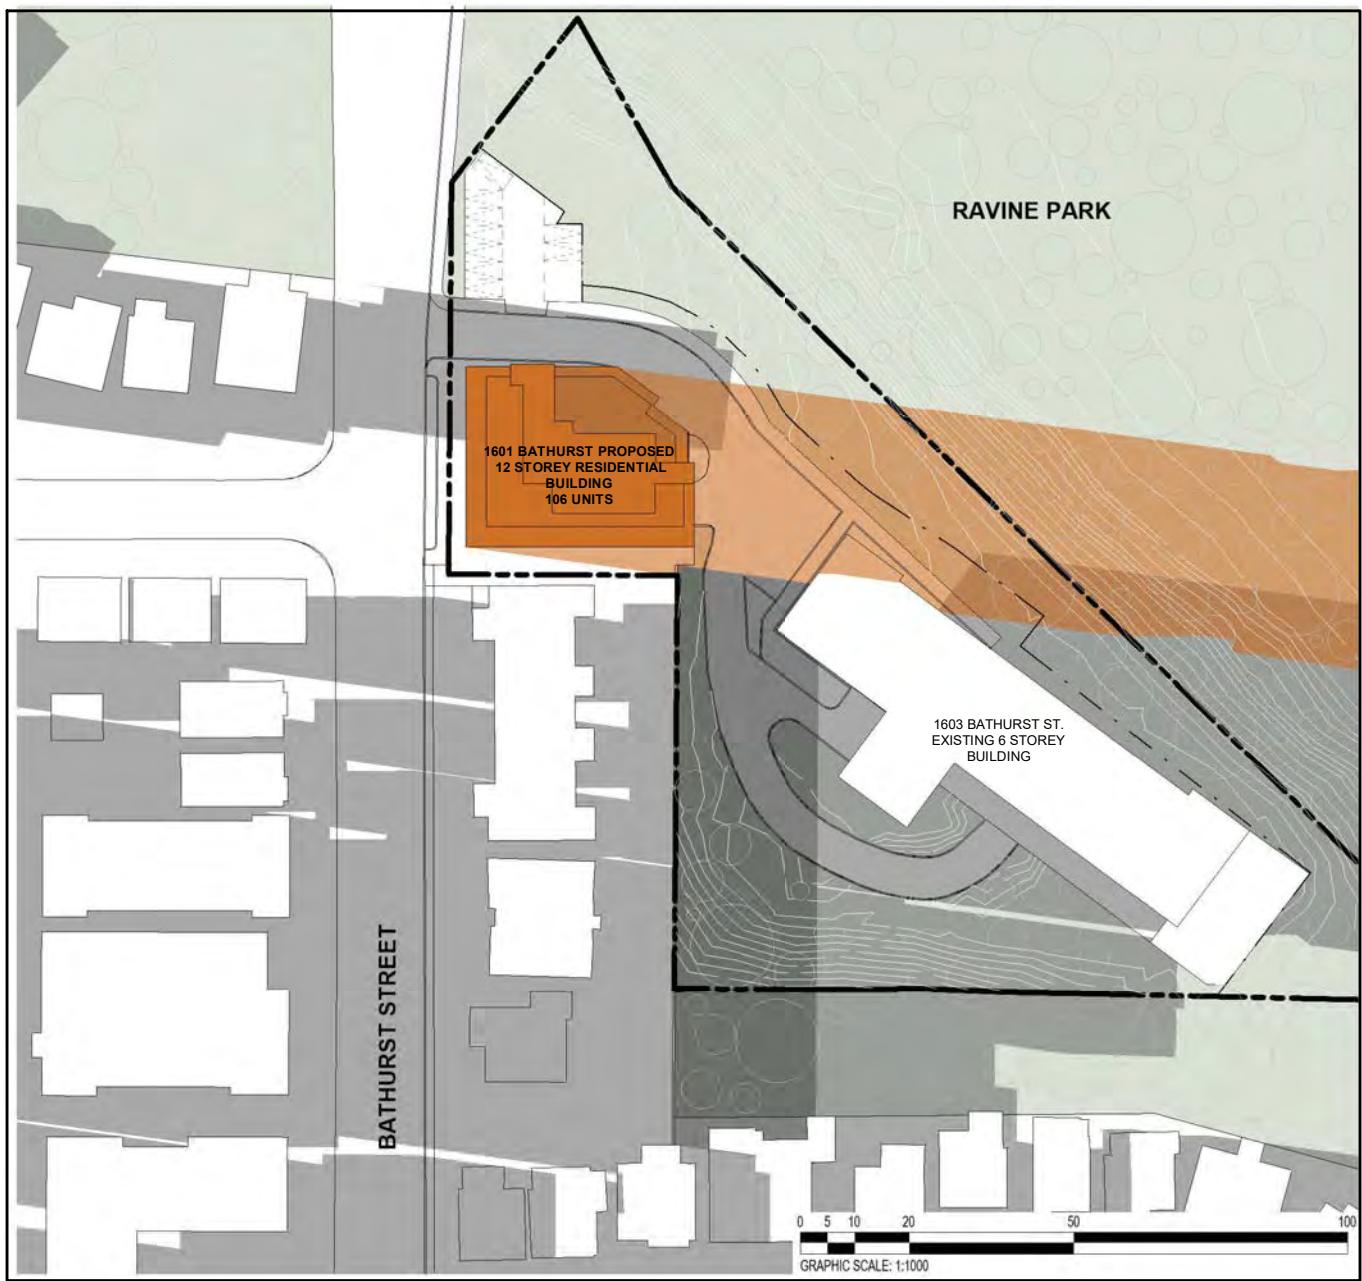 RAVINE PARK
1601 BATHURST PROPOSED
12 STOREY RESIDENTIAL
BUILDING
106 UNITS
1603 BATHURST ST.
EXISTING 6 STOREY
BUILDING
BATHURST STREET
0 5 10 20 50 100
GRAPHIC SCALE: 1:1000